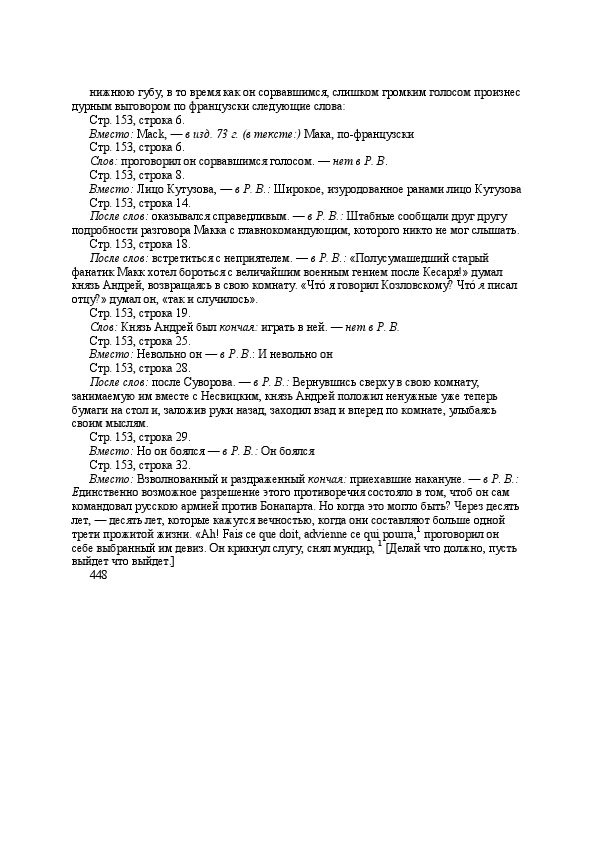 нижнюю губу, в то время как он сорвавшимся, слишком громким голосом произнес
дурным выговором по французски следующие слова:
Стр. 153, строка 6.
Вместо: Mack, — в изд. 73 г. (в тексте:) Мака, по-французски
Стр. 153, строка 6.
Слов: проговорил он сорвавшимся голосом. — нет в Р. В.
Стр. 153, строка 8.
Вместо: Лицо Кутузова, — в Р. В.: Широкое, изуродованное ранами лицо Кутузова
Стр. 153, строка 14.
После слов: оказывался справедливым. — в Р. В.: Штабные сообщали друг другу
подробности разговора Макка с главнокомандующим, которого никто не мог слышать.
Стр. 153, строка 18.
После слов: встретиться с неприятелем. — в Р. В.: «Полусумашедший старый
фанатик Макк хотел бороться с величайшим военным гением после Кесаря!» думал
князь Андрей, возвращаясь в свою комнату. «Что́ я говорил Козловскому? Что́ я писал
отцу?» думал он, «так и случилось».
Стр. 153, строка 19.
Слов: Князь Андрей был кончая: играть в ней. — нет в Р. В.
Стр. 153, строка 25.
Вместо: Невольно он — в Р. В.: И невольно он
Стр. 153, строка 28.
После слов: после Суворова. — в Р. В.: Вернувшись сверху в свою комнату,
занимаемую им вместе с Несвицким, князь Андрей положил ненужные уже теперь
бумаги на стол и, заложив руки назад, заходил взад и вперед по комнате, улыбаясь
своим мыслям.
Стр. 153, строка 29.
Вместо: Но он боялся — в Р. В.: Он боялся
Стр. 153, строка 32.
Вместо: Взволнованный и раздраженный кончая: приехавшие накануне. — в Р. В.:
Единственно возможное разрешение этого противоречия состояло в том, чтоб он сам
командовал русскою армией против Бонапарта. Но когда это могло быть? Через десять
лет, — десять лет, которые кажутся вечностью, когда они составляют больше одной
трети прожитой жизни. «Ah! Fais ce que doit, advienne ce qui pourra,¹ проговорил он
себе выбранный им девиз. Он крикнул слугу, снял мундир, ¹ [Делай что должно, пусть
выйдет что выйдет.]
448